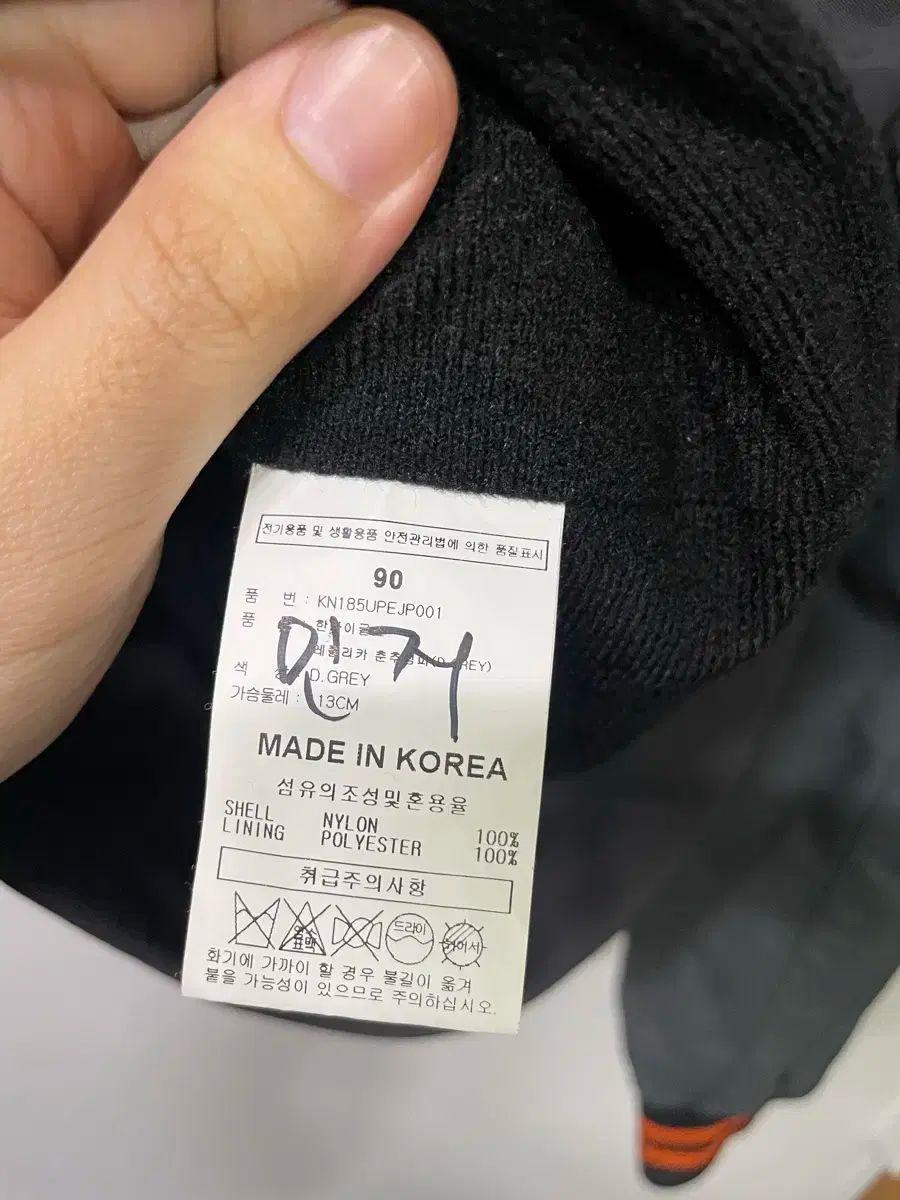 전기용품 및 생활용품 안전관리법에 의한 품질표시
90
품 번 : KN185UPEJP001
품
색 D.GREY
가슴둘레 : 13CM
MADE IN KOREA
섬유의조성및혼용율
SHELL NYLON 100%
LINING POLYESTER 100%
취급주의사항
드라이
화기에 가까이 할 경우 불길이 옮겨
붙을 가능성이 있으므로 주의하십시오.